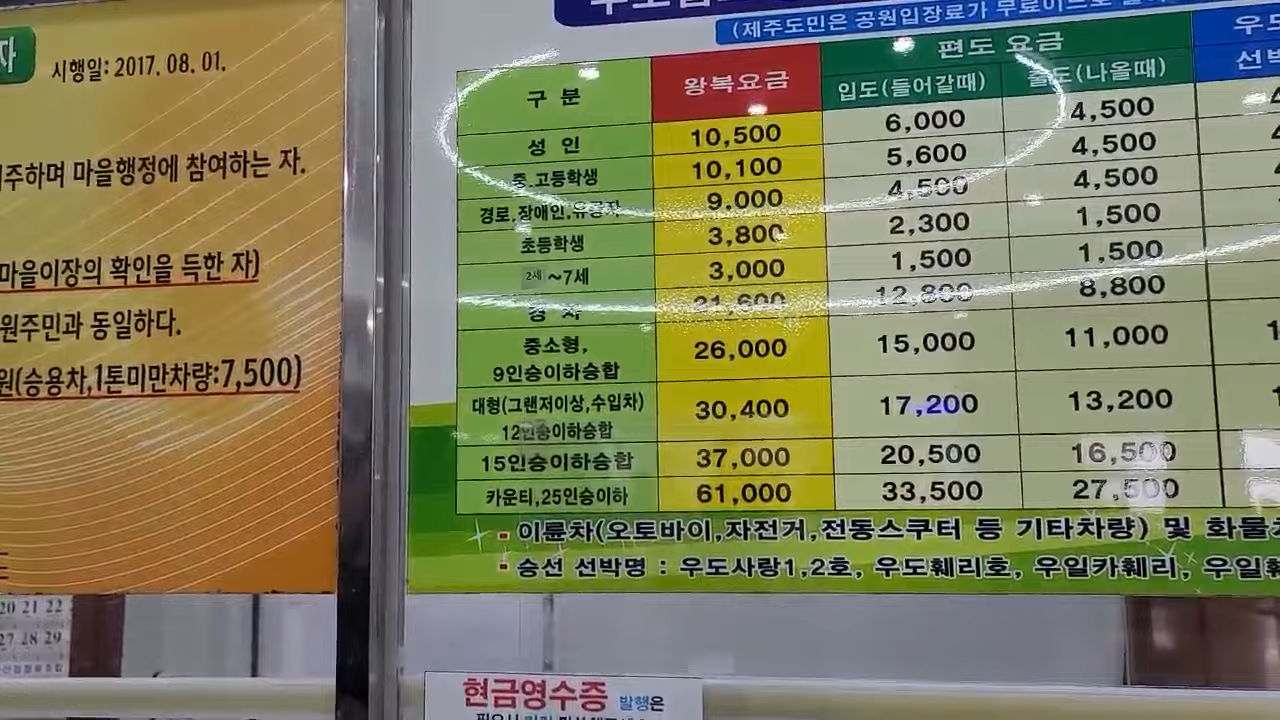 자
시행일: 2017. 08. 01.
주하며 마을행정에 참여하는 자.
마을이장의 확인을 득한 자)
원주민과 동일하다.
원(승용차,1톤미만차량:7,500)
20 21 22
27 28 29
(제주도민은 공원입장료가
구 분 왕복요금 편도 요금
입도(들어갈때) 출도(나올때)
성 인 10,500 6,000 4,500
중.고등학생 10,100 5,600 4,500
경로,장애인,유공자 9,000 4,500 4,500
초등학생 3,800 2,300 1,500
2세 ~7세 3,000 1,500 1,500
경 차 21,600 12,800 8,800
중소형, 9인승이하승합 26,000 15,000 11,000
대형(그랜저이상,수입차) 12인승이하승합 30,400 17,200 13,200
15인승이하승합 37,000 20,500 16,500
카운티,25인승이하 61,000 33,500 27,500
이륜차(오토바이,자전거,전동스쿠터 등 기타차량) 및 화물
승선 선박명 : 우도사랑1,2호, 우도훼리호, 우일카훼리, 우일
현금영수증 발행은